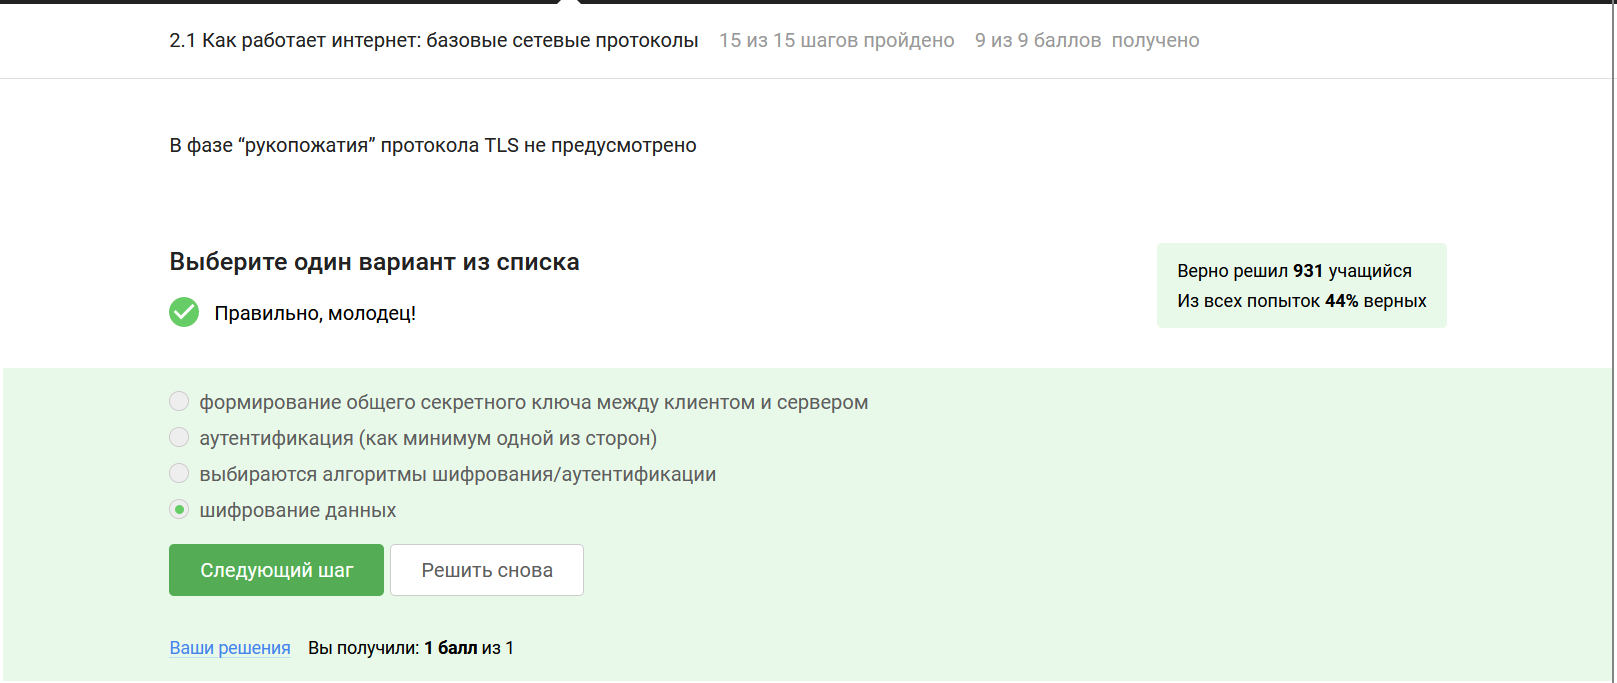 2.1 Как работает интернет: базовые сетевые протоколы 15 из 15 шагов пройдено 9 из 9 баллов получено
В фазе “рукопожатия” протокола TLS не предусмотрено
Выберите один вариант из списка
Правильно, молодец!
Верно решил 931 учащийся
Из всех попыток 44% верных
формирование общего секретного ключа между клиентом и сервером
аутентификация (как минимум одной из сторон)
выбираются алгоритмы шифрования/аутентификации
шифрование данных
Следующий шаг Решить снова
Ваши решения Вы получили: 1 балл из 1